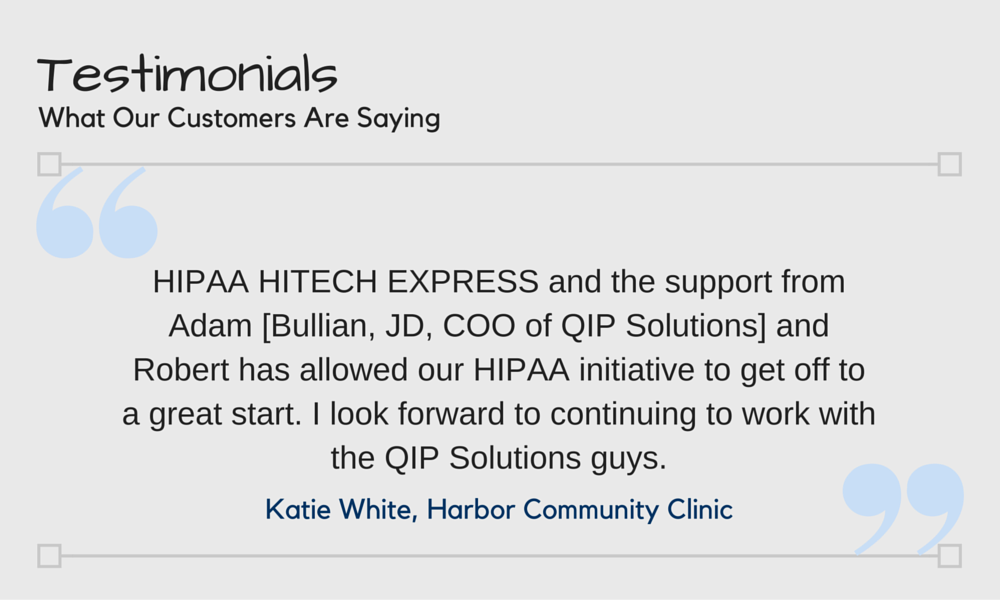 Testimonials
What Our Customers Are Saying
“
HIPAA HITECH EXPRESS and the support from
Adam [Bullian, JD, COO of QIP Solutions] and
Robert has allowed our HIPAA initiative to get off to
a great start. I look forward to continuing to work with
the QIP Solutions guys.
”
Katie White, Harbor Community Clinic